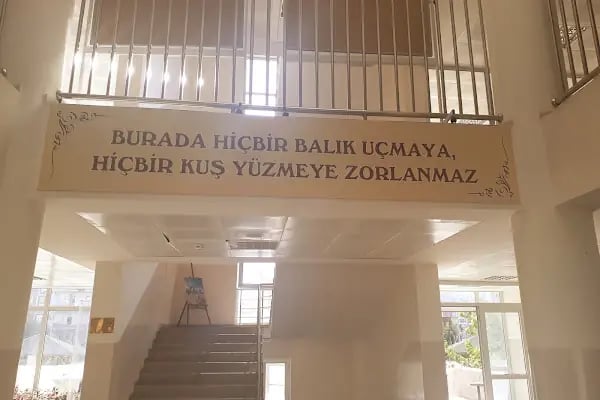 BURADA HİÇBİR BALIK UÇMAYA,
HİÇBİR KUŞ YÜZMEYE ZORLANMAZ